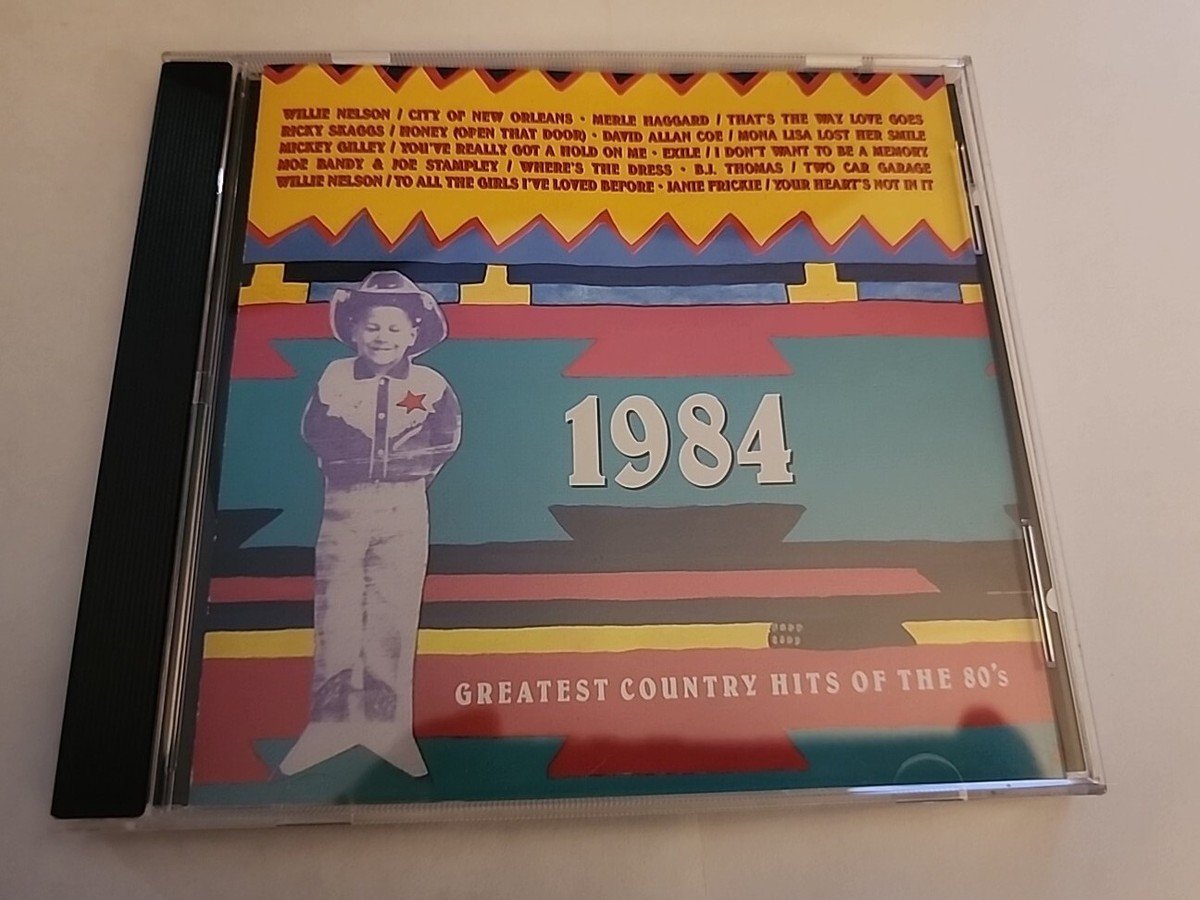 WILLIE NELSON / CITY OF NEW ORLEANS · MERLE HAGGARD / THAT'S THE WAY LOVE GOES
RICKY SKAGGS / HONEY (OPEN THAT DOOR) · DAVID ALLAN COE / MONA LISA LOST HER SMILE
MICKEY GILLEY / YOU'VE REALLY GOT A HOLD ON ME · EXILE / I DON'T WANT TO BE A MEMORY
MOE BANDY & JOE STAMPLEY / WHERE'S THE DRESS · B.J. THOMAS / TWO CAR GARAGE
WILLIE NELSON / TO ALL THE GIRLS I'VE LOVED BEFORE · JANIE FRICKIE / YOUR HEART'S NOT IN IT
1984
GREATEST COUNTRY HITS OF THE 80's